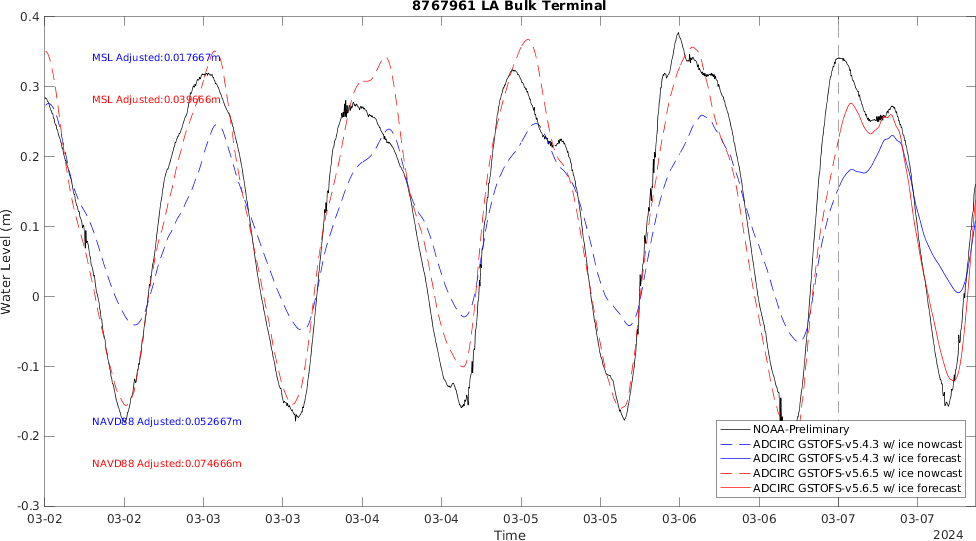 8767961 LA Bulk Terminal
0.4
0.3
0.2
0.1
0
-0.1
-0.2
-0.3
Water Level (m)
MSL Adjusted:0.017667m
MSL Adjusted:0.039666m
NAVD88 Adjusted:0.052667m
NAVD88 Adjusted:0.074666m
NOAA-Preliminary
ADCIRC GSTOFS-v5.4.3 w/ ice nowcast
ADCIRC GSTOFS-v5.4.3 w/ ice forecast
ADCIRC GSTOFS-v5.6.5 w/ ice nowcast
ADCIRC GSTOFS-v5.6.5 w/ ice forecast
03-02 03-02 03-03 03-03 03-04 03-04 03-05 03-05 03-06 03-06 03-07 03-07
Time
2024